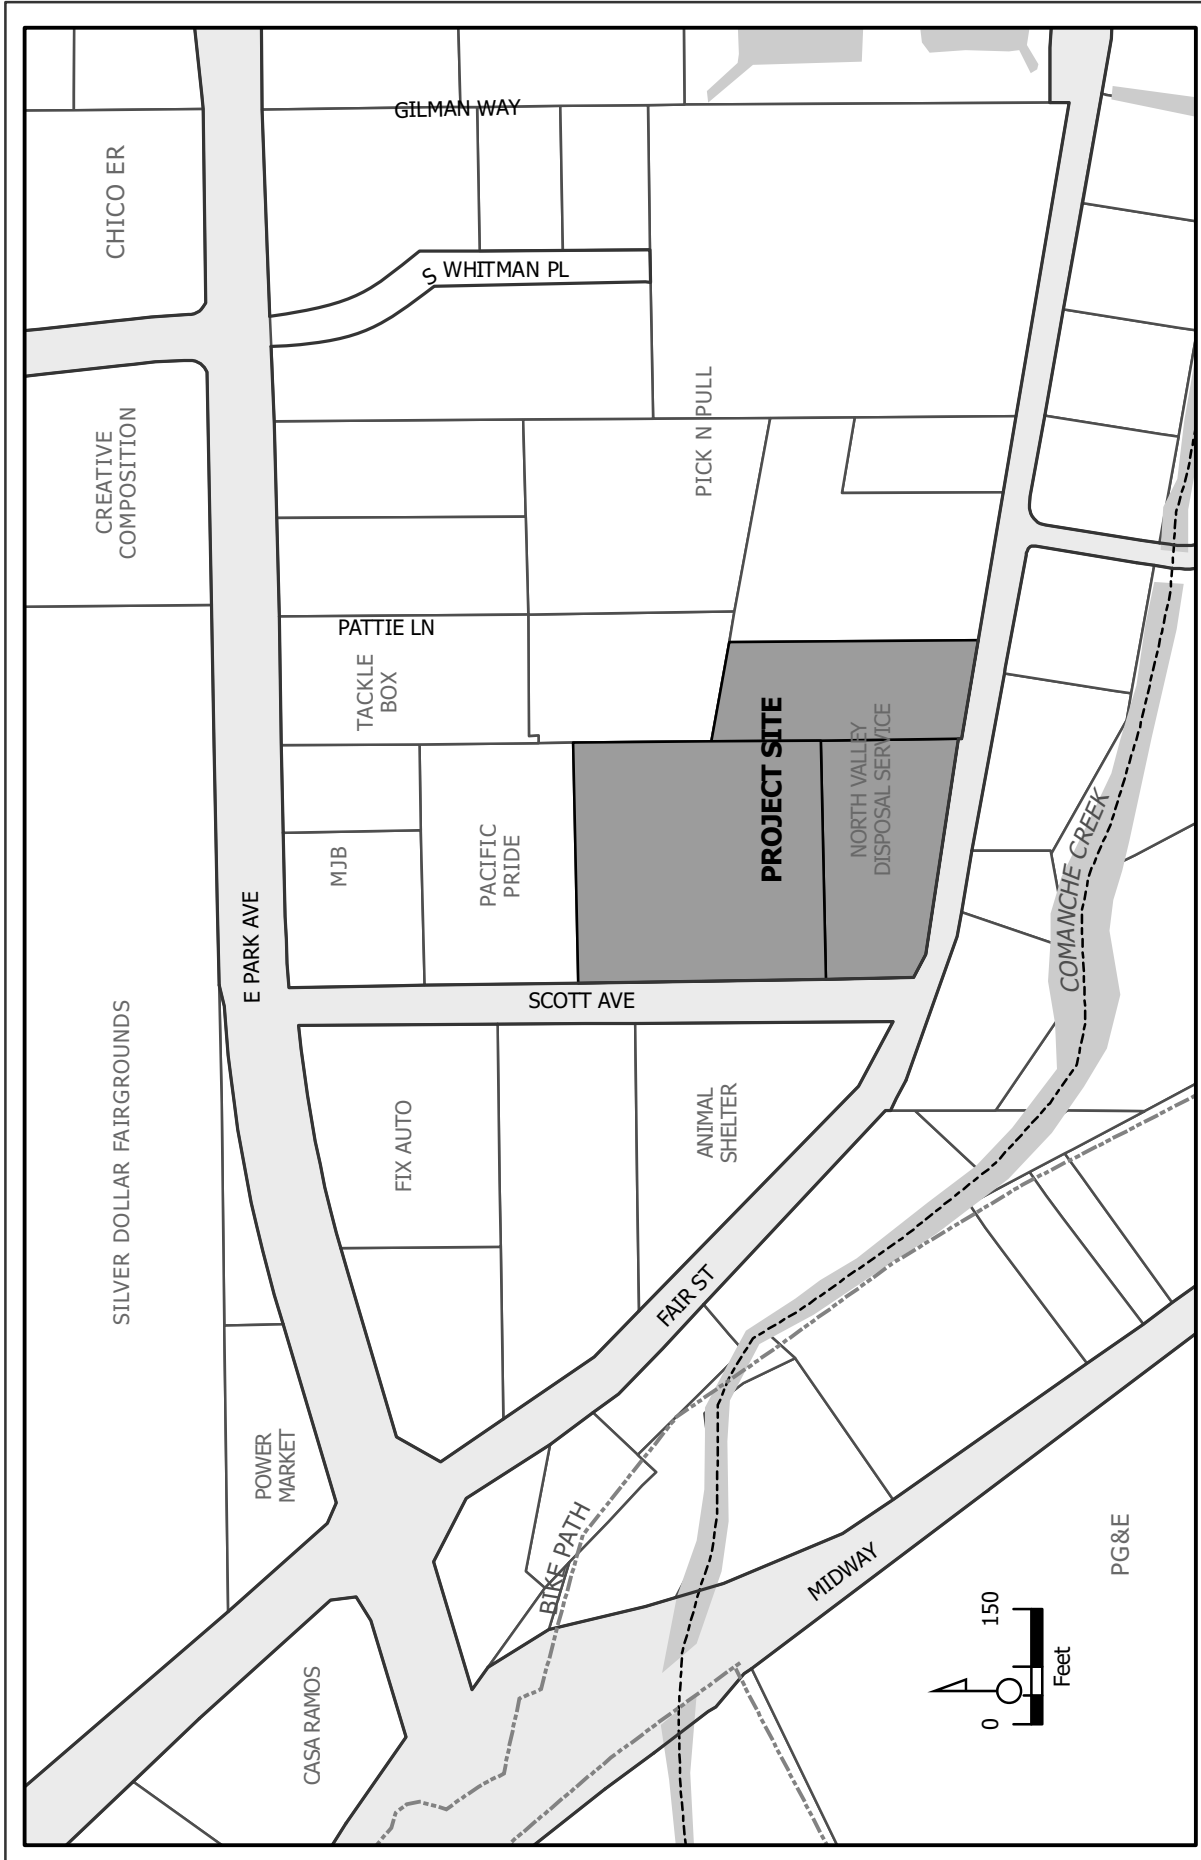 GILMAN WAY
CHICO ER
S WHITMAN PL
CREATIVE
COMPOSITION
PICK N PULL
PATTIE LN
TACKLE
BOX
PROJECT SITE
NORTH VALLEY
DISPOSAL SERVICE
MJB
PACIFIC
PRIDE
E PARK AVE
COMANCHE CREEK
SCOTT AVE
SILVER DOLLAR FAIRGROUNDS
FIX AUTO
ANIMAL
SHELTER
FAIR ST
POWER
MARKET
BIKE PATH
MIDWAY
PG&E
CASA RAMOS
0
150
Feet